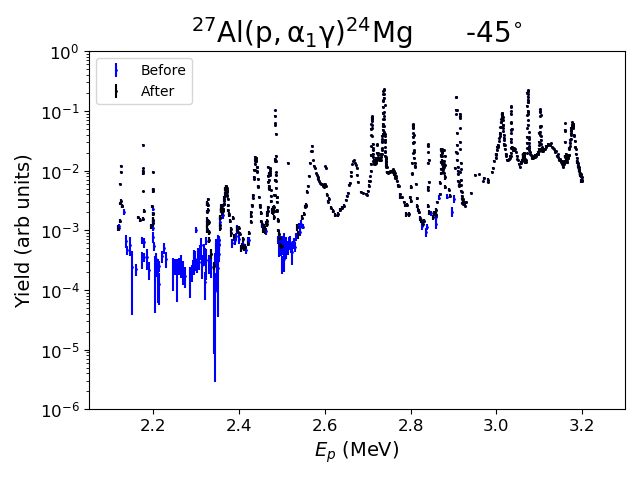 ²⁷Al(p,α₁γ)²⁴Mg -45°
Before
After
Yield (arb units)
10⁰
10⁻¹
10⁻²
10⁻³
10⁻⁴
10⁻⁵
10⁻⁶
2.2 2.4 2.6 2.8 3.0 3.2
Eₚ (MeV)